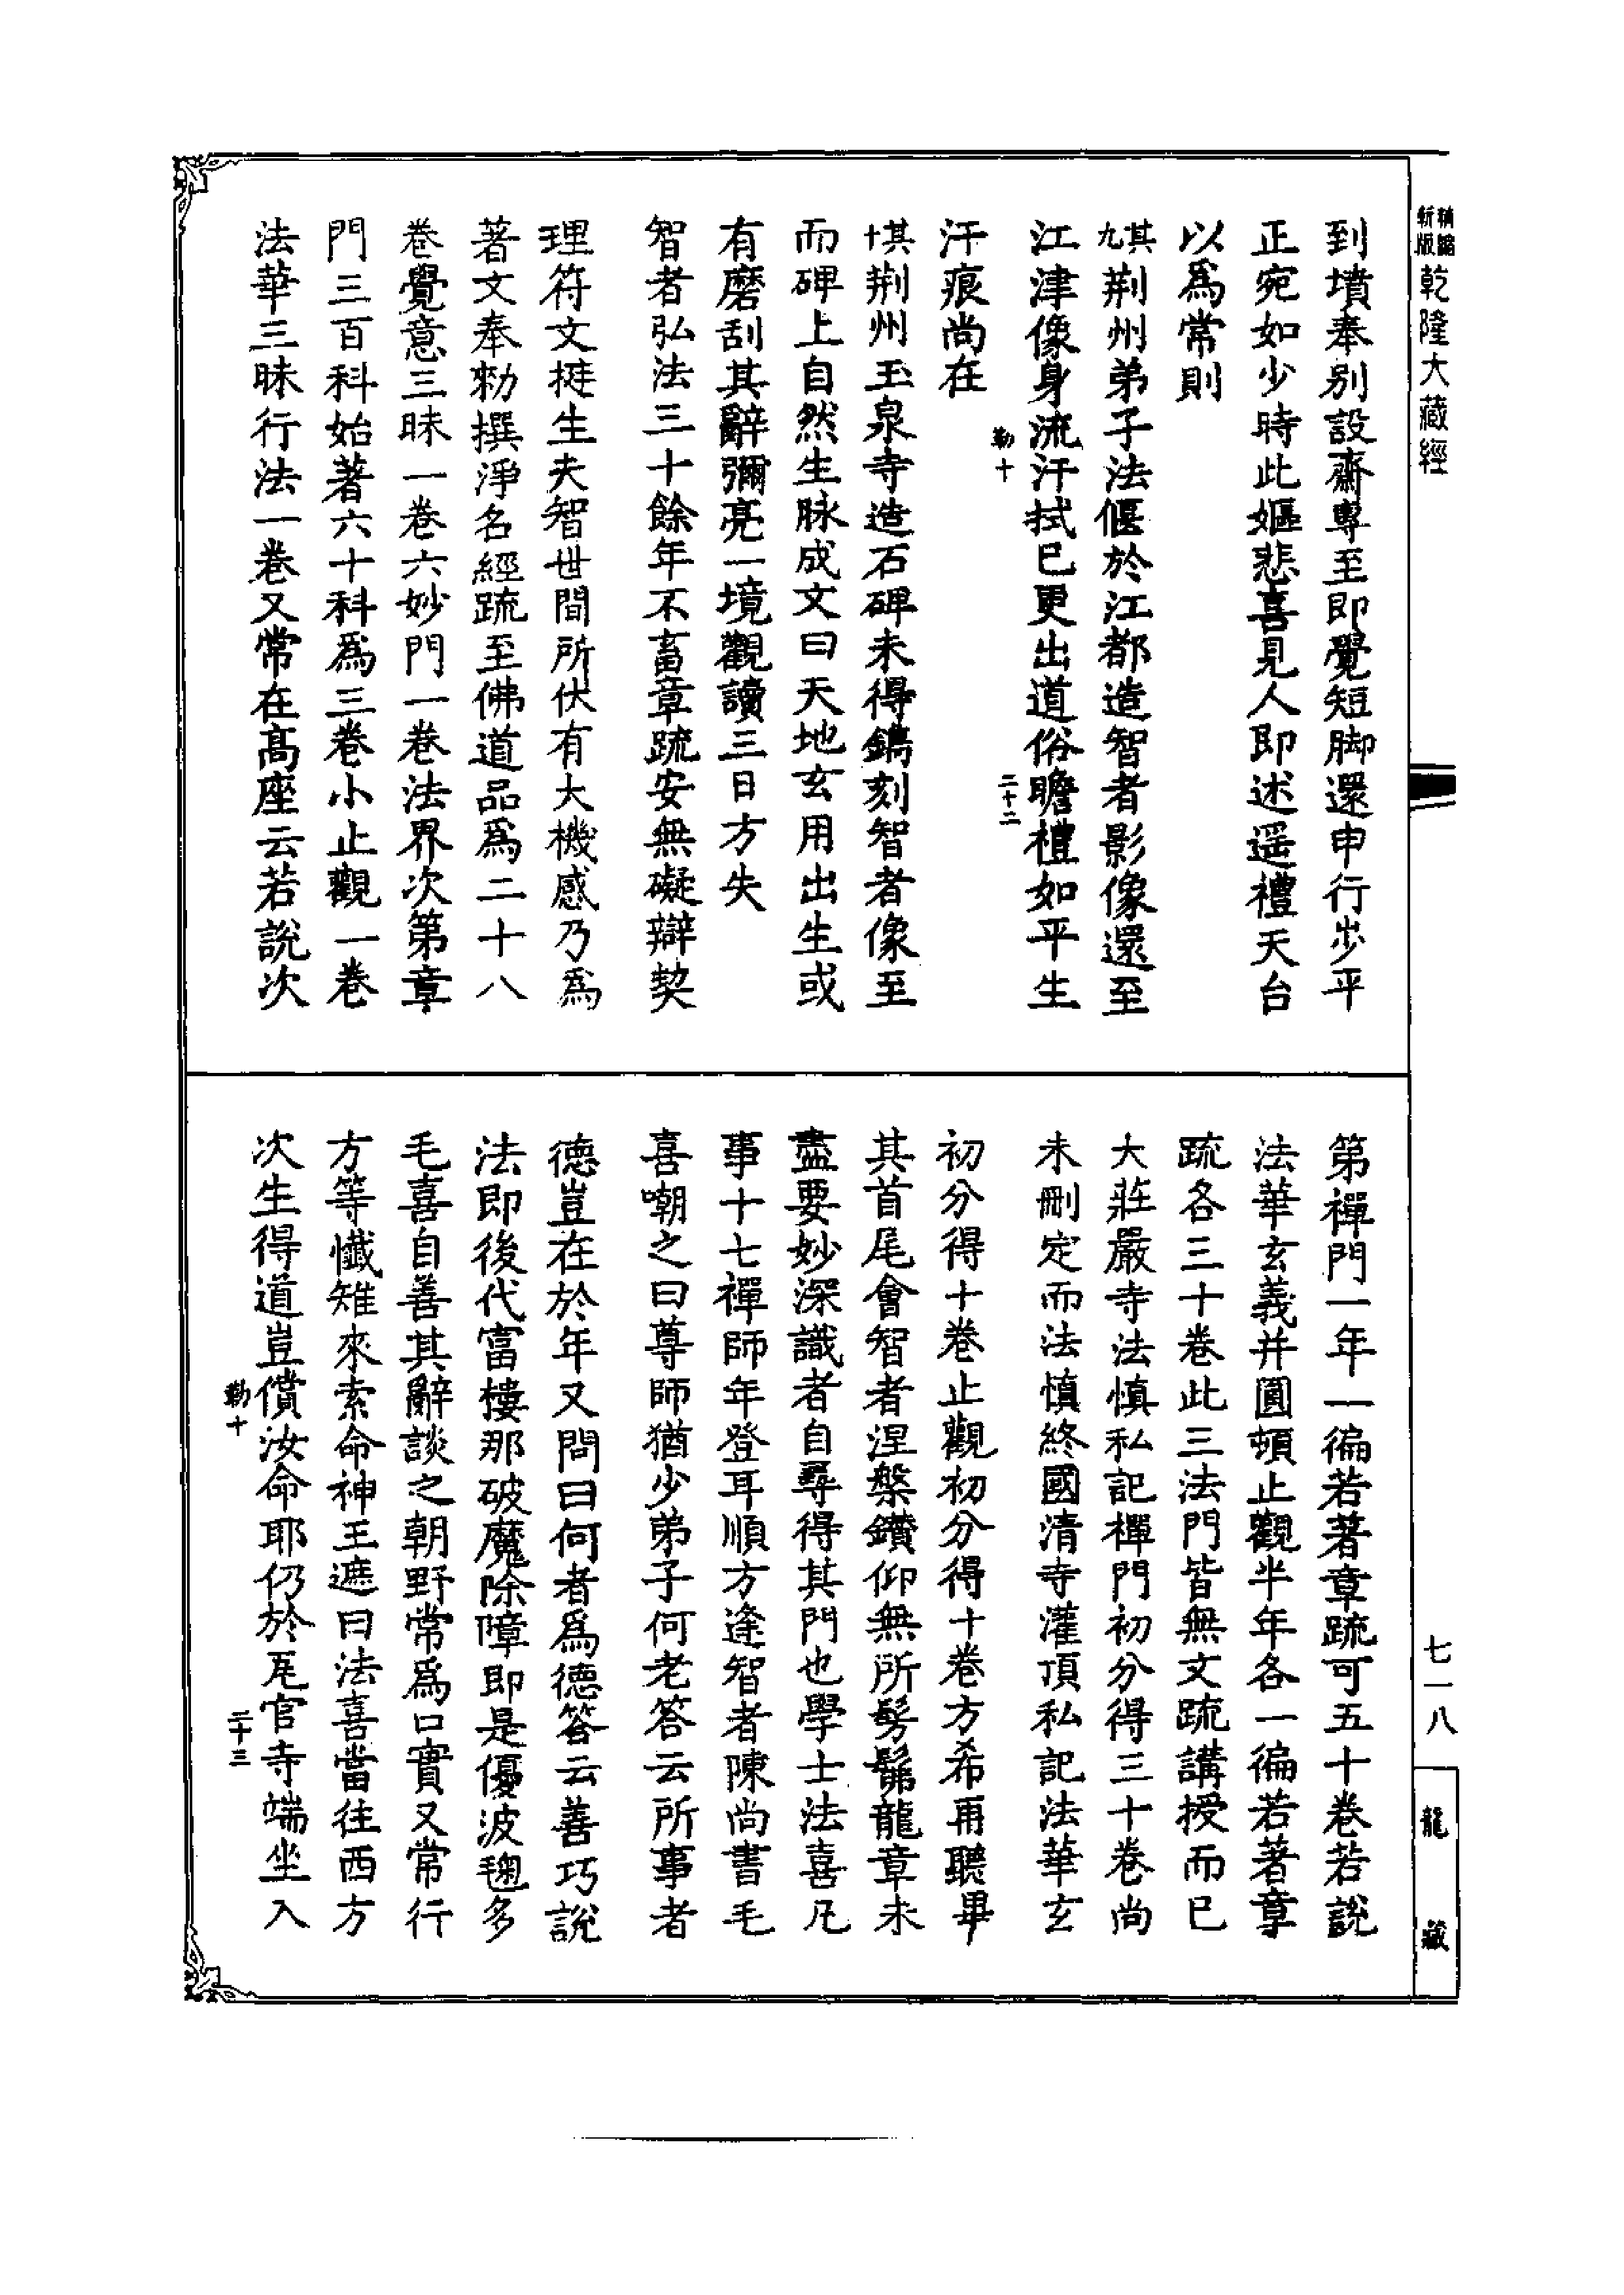 精縮新版乾隆大藏經
到墳奉別設齋專至即覺短脚還申行步平
正宛如少時此嫗悲喜見人即述遥禮天台
以爲常則
其九荆州弟子法偃於江都造智者影像還至
江津像身流汗拭已更出道俗瞻禮如平生
勒十 二十二
汗痕尚在
其十荆州玉泉寺造石碑未得鐫刻智者像至
而碑上自然生脉成文曰天地玄用出生或
有磨刮其辭彌亮一境觀讀三日方失
智者弘法三十餘年不畜章疏安無礙辯契
理符文挺生夫智世間所伏有大機感乃爲
著文奉勑撰淨名經疏至佛道品爲二十八
卷覺意三昧一卷六妙門一卷法界次第章
門三百科始著六十科爲三卷小止觀一卷
法華三昧行法一卷又常在高座云若說次
第禪門一年一徧若著章疏可五十卷若說
法華玄義并圓頓止觀半年各一徧若著章
疏各三十卷此三法門皆無文疏講授而已
大莊嚴寺法慎私記禪門初分得三十卷尚
未刪定而法慎終國清寺灌頂私記法華玄
初分得十卷止觀初分得十卷方希再聽畢
其首尾會智者涅槃鑽仰無所髣髴龍章未
盡要妙深識者自尋得其門也學士法喜凡
事十七禪師年登耳順方逢智者陳尚書毛
喜嘲之曰尊師猶少弟子何老答云所事者
德豈在於年又問曰何者爲德答云善巧說
法即後代富樓那破魔除障即是優波毱多
毛喜自善其辭談之朝野常爲口實又常行
方等懺雉來索命神王遮曰法喜當往西方
次生得道豈償汝命耶仍於瓦官寺端坐入
勒十 二十三
七一八
龍藏